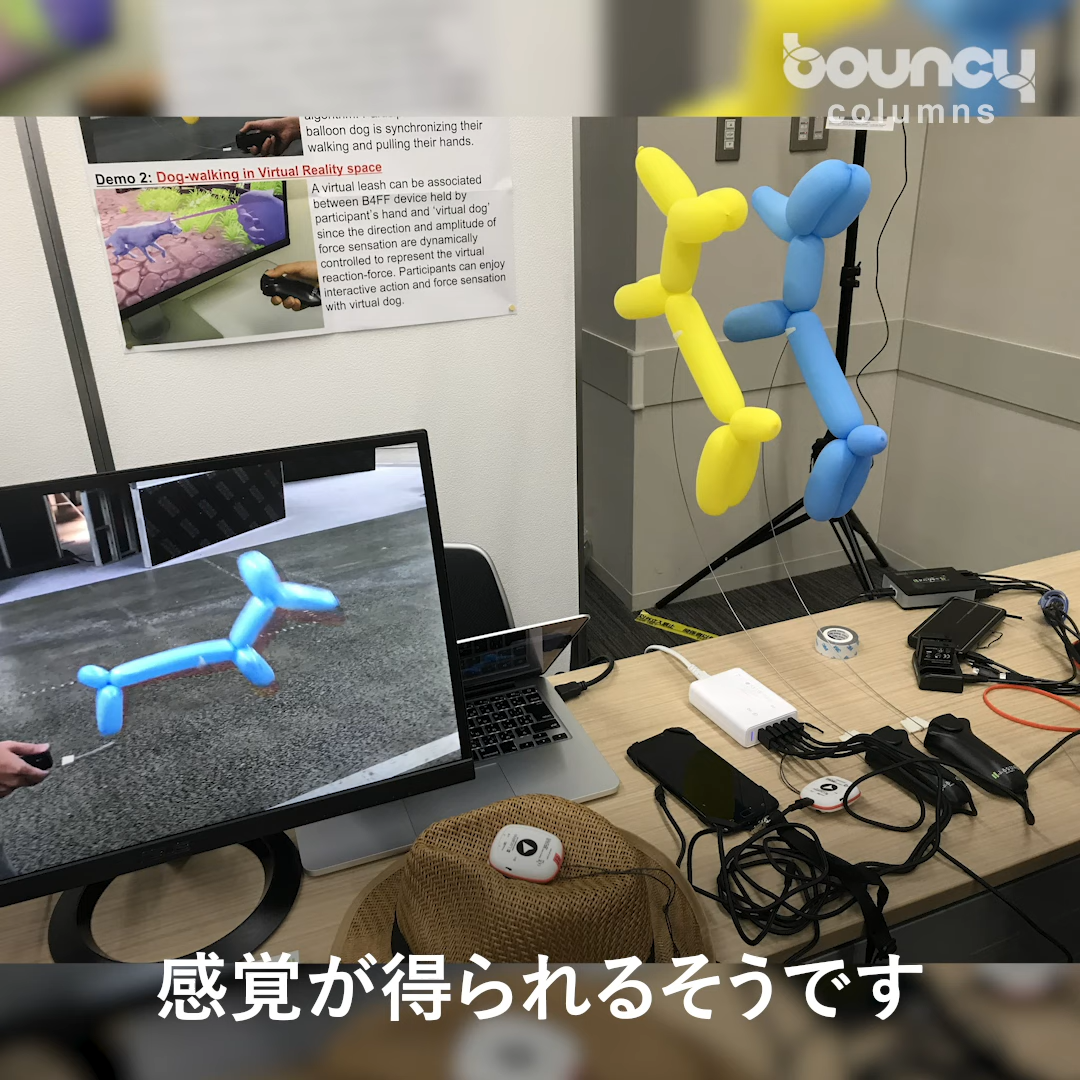 bouncy
columns
balloon dog is synchronizing their
walking and pulling their hands.
Demo 2: Dog-walking in Virtual Reality space
A virtual leash can be associated
between B4FF device held by
participant's hand and 'virtual dog'
since the direction and amplitude of
force sensation are dynamically
controlled to represent the virtual
reaction-force. Participants can enjoy
interactive action and force sensation
with virtual dog.
感覚が得られるそうです